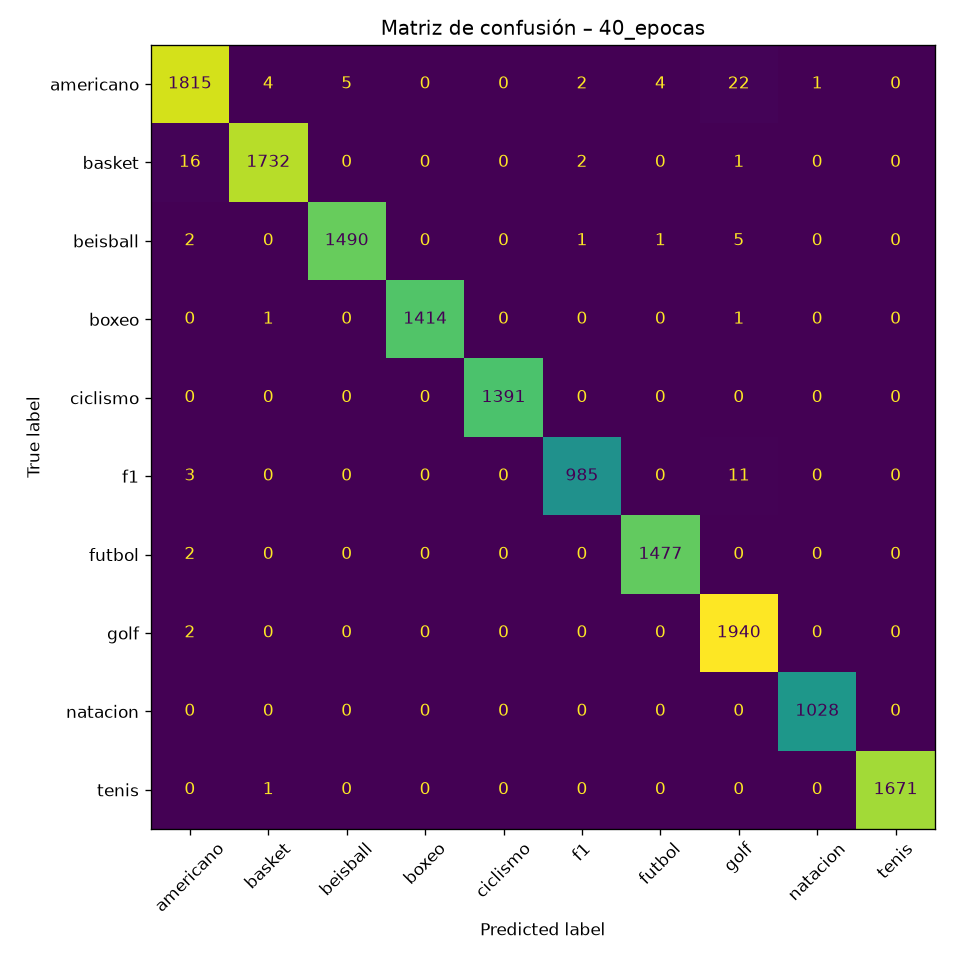 Matriz de confusión – 40_epocas
americano 1815 4 5 0 0 2 4 22 1 0
basket 16 1732 0 0 0 2 0 1 0 0
beisball 2 0 1490 0 0 1 1 5 0 0
boxeo 0 1 0 1414 0 0 0 1 0 0
ciclismo 0 0 0 0 1391 0 0 0 0 0
f1 3 0 0 0 0 985 0 11 0 0
futbol 2 0 0 0 0 0 1477 0 0 0
golf 2 0 0 0 0 0 0 1940 0 0
natacion 0 0 0 0 0 0 0 0 1028 0
tenis 0 1 0 0 0 0 0 0 0 1671
True label
americano basket beisball boxeo ciclismo f1 futbol golf natacion tenis
Predicted label